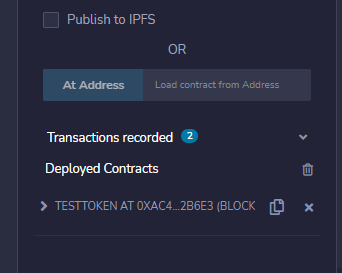 Publish to IPFS
OR
At Address Load contract from Address
Transactions recorded 2
Deployed Contracts
TESTTOKEN AT 0XAC4...2B6E3 (BLOCK